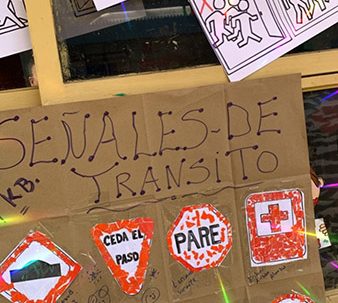 SEÑALES-DE
TRANSITO
KB.
CEDA EL
PASO
PARE